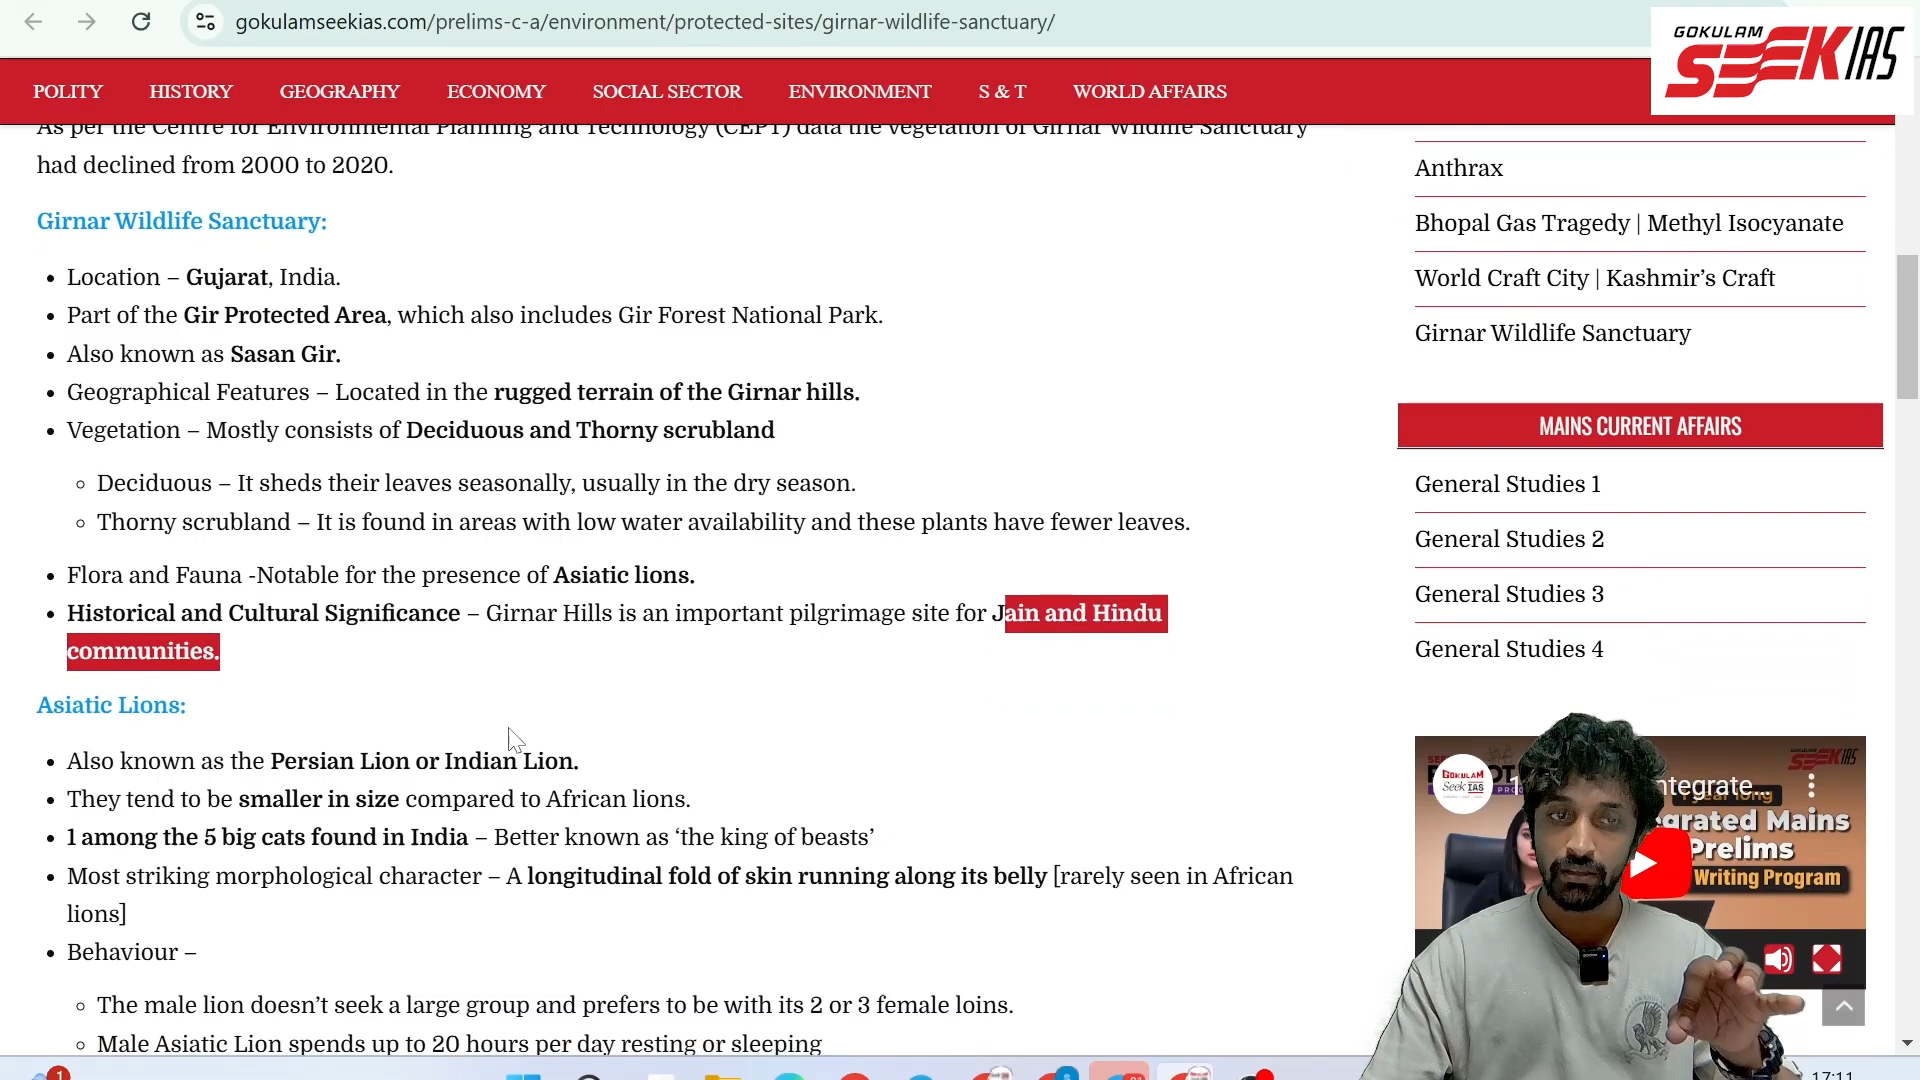 gokulamseekias.com/prelims-c-a/environment/protected-sites/girnar-wildlife-sanctuary/
GOKULAM
SEEK IAS
POLITY HISTORY GEOGRAPHY ECONOMY SOCIAL SECTOR ENVIRONMENT S & T WORLD AFFAIRS
As per the Centre for Environmental Planning and Technology (CEPT) data the vegetation of Girnar Wildlife Sanctuary
had declined from 2000 to 2020.
Girnar Wildlife Sanctuary:
• Location – Gujarat, India.
• Part of the Gir Protected Area, which also includes Gir Forest National Park.
• Also known as Sasan Gir.
• Geographical Features – Located in the rugged terrain of the Girnar hills.
• Vegetation – Mostly consists of Deciduous and Thorny scrubland
◦ Deciduous – It sheds their leaves seasonally, usually in the dry season.
◦ Thorny scrubland – It is found in areas with low water availability and these plants have fewer leaves.
• Flora and Fauna -Notable for the presence of Asiatic lions.
• Historical and Cultural Significance – Girnar Hills is an important pilgrimage site for Jain and Hindu
communities.
Asiatic Lions:
• Also known as the Persian Lion or Indian Lion.
• They tend to be smaller in size compared to African lions.
• 1 among the 5 big cats found in India – Better known as ‘the king of beasts’
• Most striking morphological character – A longitudinal fold of skin running along its belly [rarely seen in African
lions]
• Behaviour –
◦ The male lion doesn’t seek a large group and prefers to be with its 2 or 3 female loins.
◦ Male Asiatic Lion spends up to 20 hours per day resting or sleeping
Anthrax
Bhopal Gas Tragedy | Methyl Isocyanate
World Craft City | Kashmir’s Craft
Girnar Wildlife Sanctuary
MAINS CURRENT AFFAIRS
General Studies 1
General Studies 2
General Studies 3
General Studies 4
GOKULAM
Seek IAS
ntegrate...
year long
grated Mains
Prelims
Writing Program
1
17:11